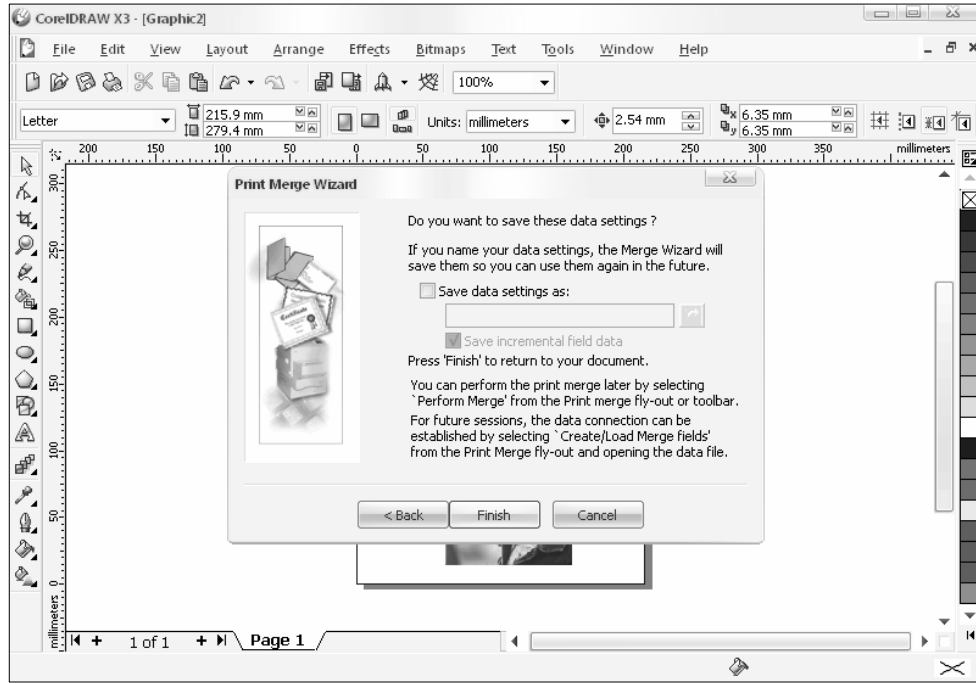 CorelDRAW X3 - [Graphic2]
File Edit View Layout Arrange Effects Bitmaps Text Tools Window Help
100%
Letter 215.9 mm 279.4 mm Units: millimeters 2.54 mm x 6.35 mm y 6.35 mm
200 150 100 50 0 50 100 150 200 250 300 350 millimeters
300
Print Merge Wizard
Do you want to save these data settings ?
If you name your data settings, the Merge Wizard will
save them so you can use them again in the future.
250
Save data settings as:
200
Certificate
Save incremental field data
Press 'Finish' to return to your document.
150
You can perform the print merge later by selecting
`Perform Merge' from the Print merge fly-out or toolbar.
For future sessions, the data connection can be
established by selecting `Create/Load Merge fields'
from the Print Merge fly-out and opening the data file.
100
50
< Back Finish Cancel
0
millimeters
1 of 1 Page 1